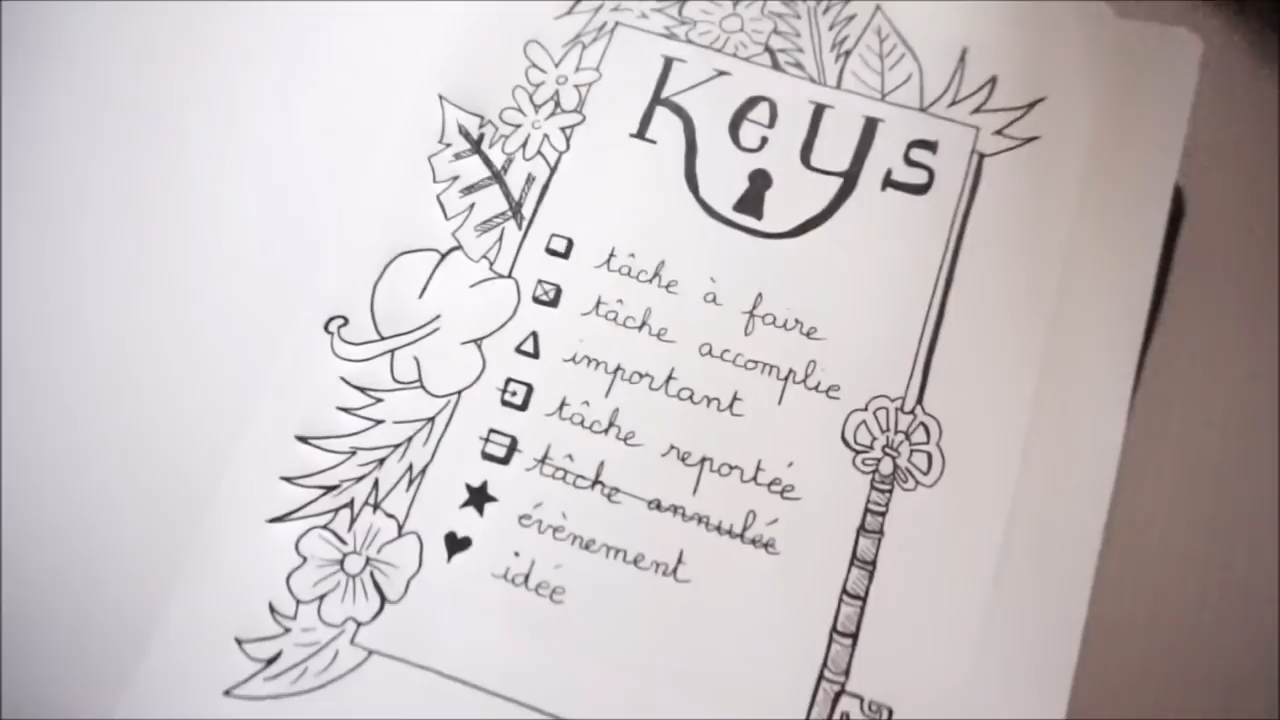 Keys
tâche à faire
tâche accomplie
important
tâche reportée
tâche annulée
évènement
idée